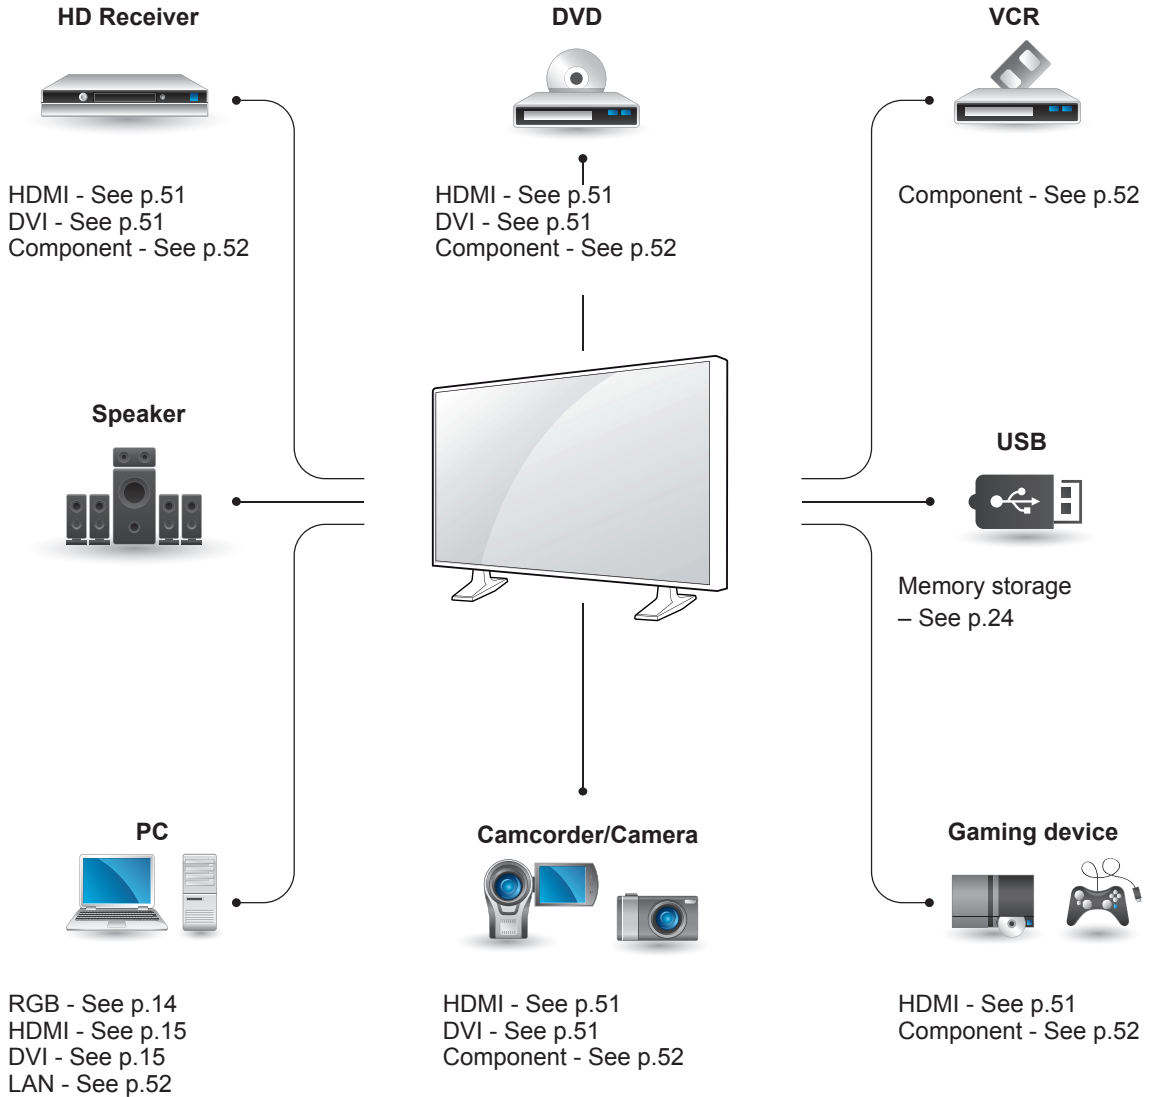 HD Receiver
HDMI - See p.51
DVI - See p.51
Component - See p.52
DVD
HDMI - See p.51
DVI - See p.51
Component - See p.52
VCR
Component - See p.52
Speaker
USB
Memory storage
– See p.24
PC
RGB - See p.14
HDMI - See p.15
DVI - See p.15
LAN - See p.52
Camcorder/Camera
HDMI - See p.51
DVI - See p.51
Component - See p.52
Gaming device
HDMI - See p.51
Component - See p.52